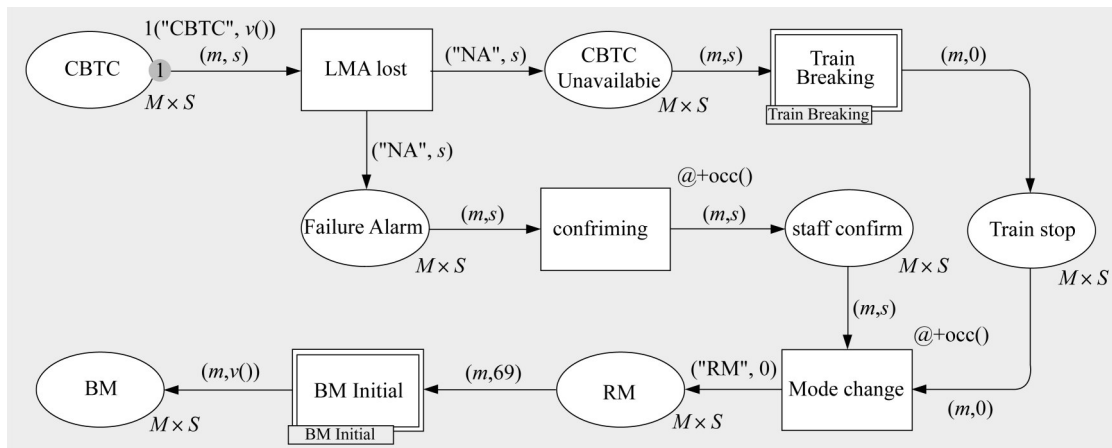 1("CBTC", v())
CBTC
1
(m, s)
M × S
LMA lost
("NA", s)
CBTC
Unavailabie
(m,s)
M × S
Train
Breaking
Train Breaking
(m,0)
("NA", s)
Failure Alarm
M × S
(m,s)
confriming
@+occ()
(m,s)
staff confirm
M × S
Train stop
M × S
(m,s)
@+occ()
BM
M × S
(m,v())
BM Initial
BM Initial
(m,69)
RM
M × S
("RM", 0)
Mode change
(m,0)